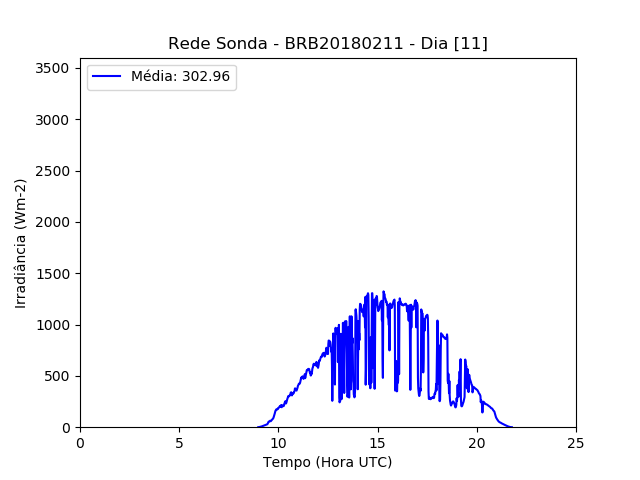 Rede Sonda - BRB20180211 - Dia [11]
Média: 302.96
3500
3000
2500
2000
1500
1000
500
0
Irradiância (Wm-2)
0 5 10 15 20 25
Tempo (Hora UTC)